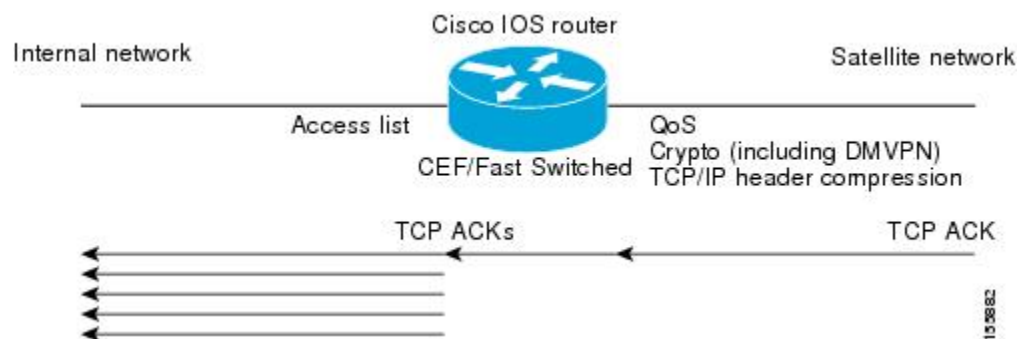 Cisco IOS router
Internal network
Satellite network
Access list
CEF/Fast Switched
QoS
Crypto (including DMVPN)
TCP/IP header compression
TCP ACKs
TCP ACK
155882